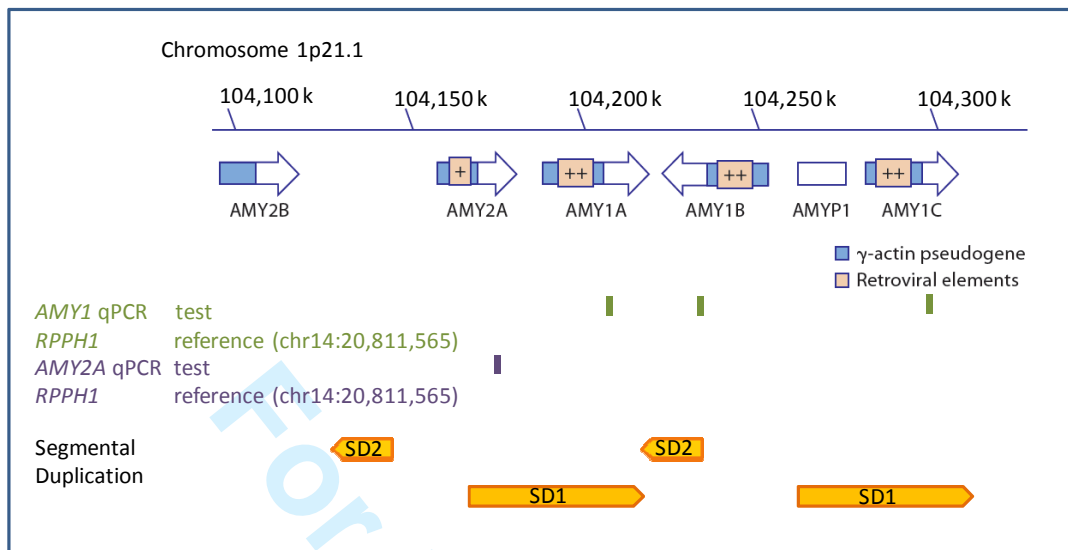 Chromosome 1p21.1
104,100 k 104,150 k 104,200 k 104,250 k 104,300 k
+ ++ ++ ++
AMY2B AMY2A AMY1A AMY1B AMYP1 AMY1C
γ-actin pseudogene
Retroviral elements
AMY1 qPCR test
RPPH1 reference (chr14:20,811,565)
AMY2A qPCR test
RPPH1 reference (chr14:20,811,565)
For
Segmental
Duplication
SD2 SD2
SD1 SD1